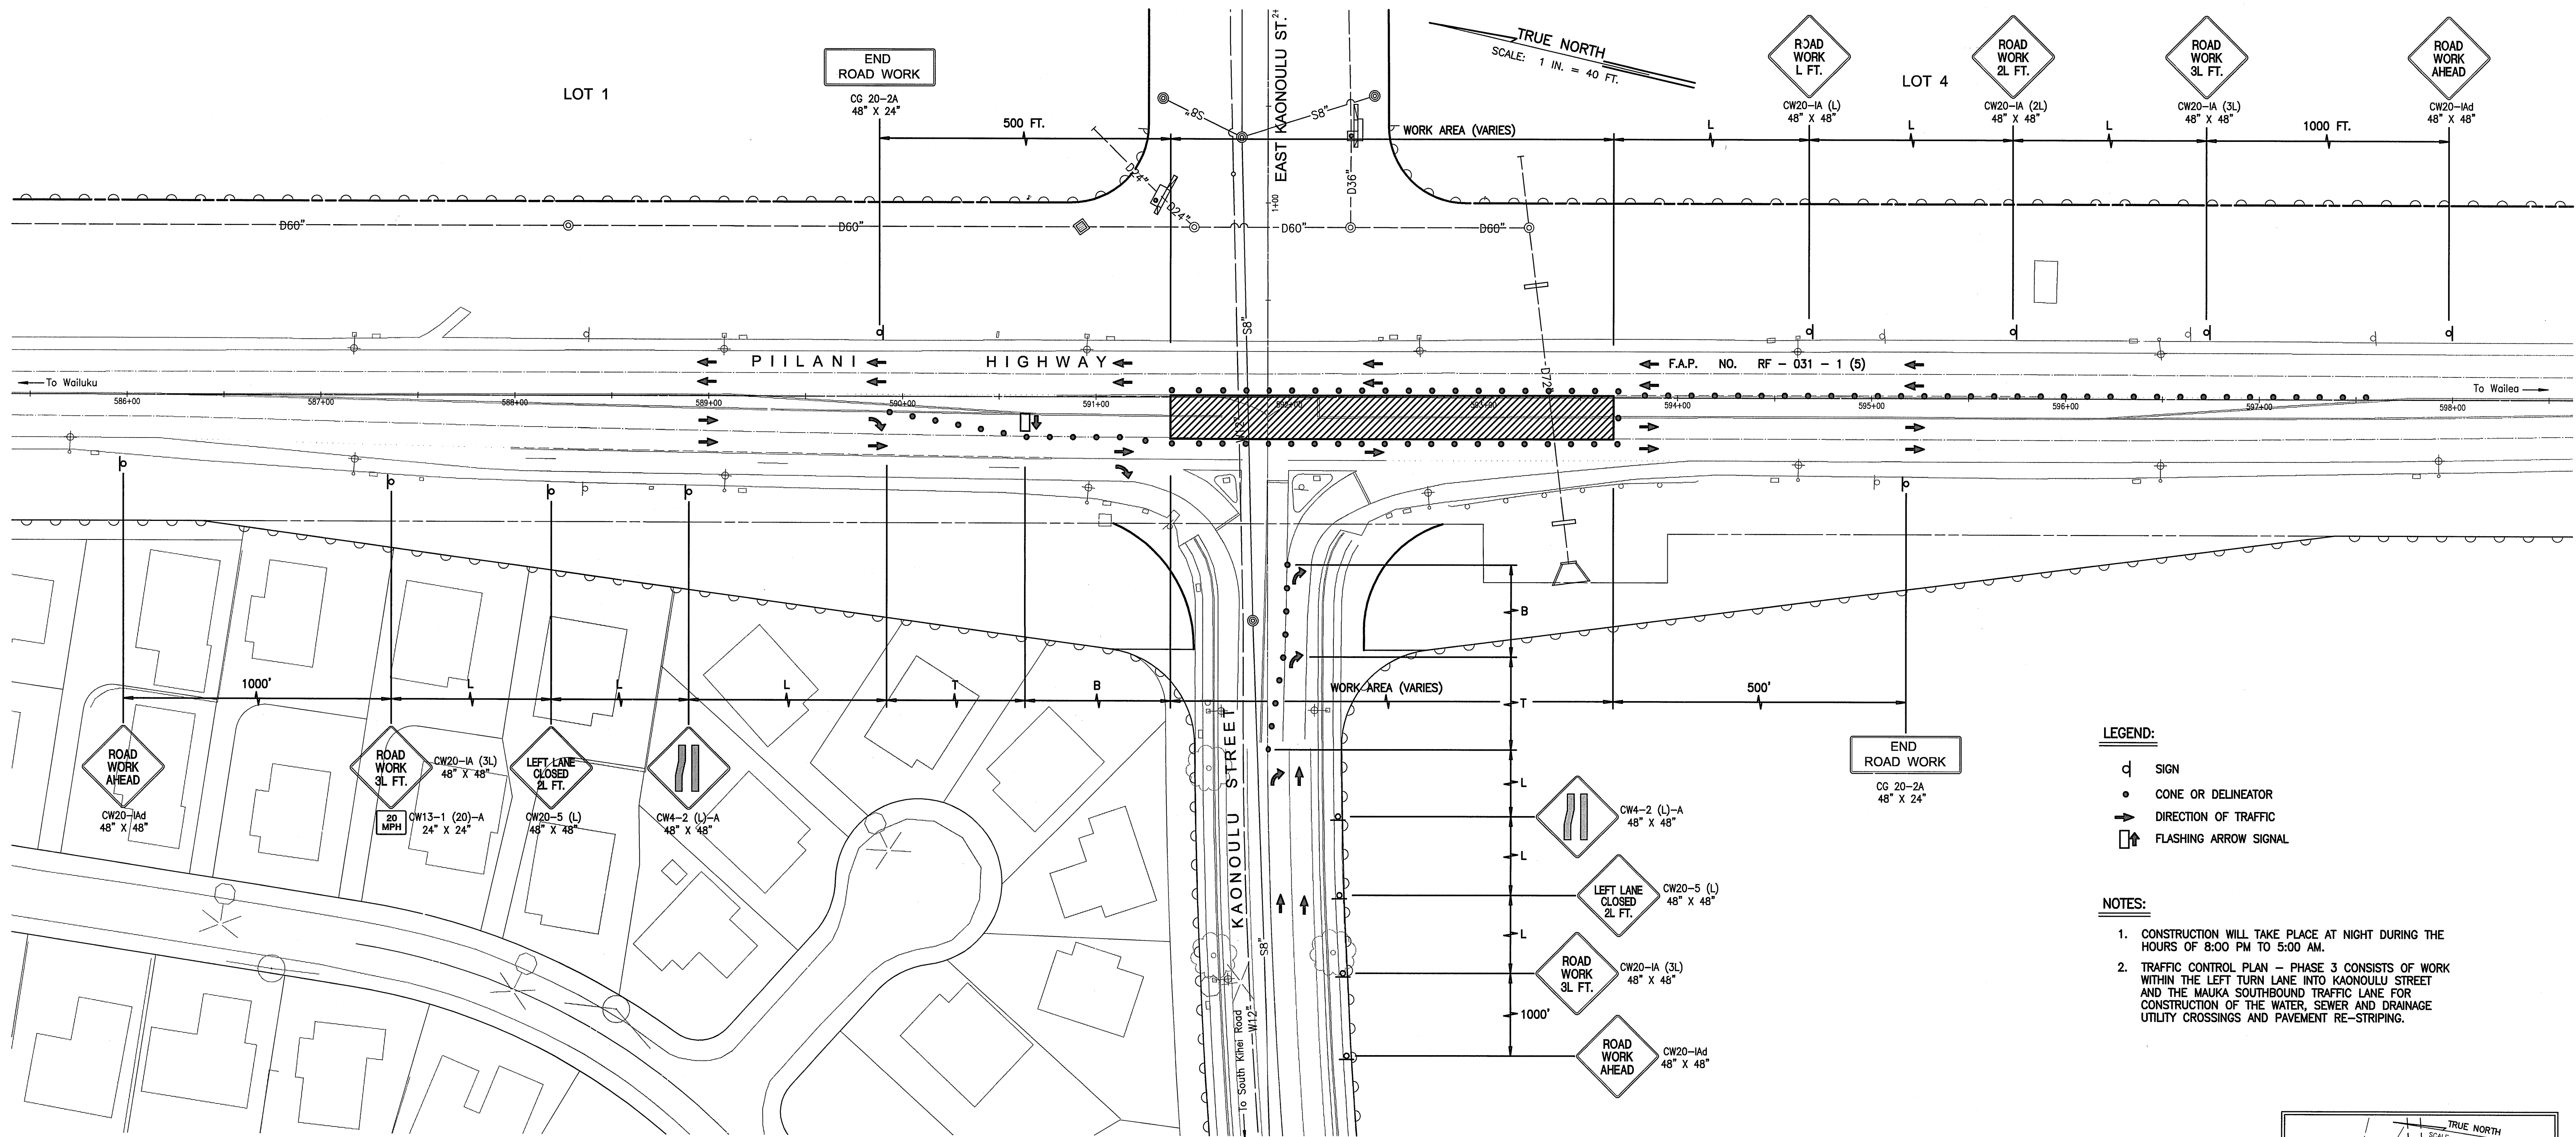 LOT 1
END
ROAD WORK
CG 20-2A
48" X 24"
500 FT.
EAST KAONOULU ST.
2+
1+00
S8"
S8"
D24"
D24"
D36"
WORK AREA (VARIES)
TRUE NORTH
SCALE: 1 IN. = 40 FT.
ROAD
WORK
L FT.
CW20-IA (L)
48" X 48"
LOT 4
ROAD
WORK
2L FT.
CW20-IA (2L)
48" X 48"
ROAD
WORK
3L FT.
CW20-IA (3L)
48" X 48"
ROAD
WORK
AHEAD
CW20-IAd
48" X 48"
L
L
L
1000 FT.
D60"
D60"
D60"
D60"
S8"
D72"
PIILANI HIGHWAY
F.A.P. NO. RF - 031 - 1 (5)
To Wailuku
To Wailea
586+00
587+00
588+00
589+00
590+00
591+00
592+00
593+00
594+00
595+00
596+00
597+00
598+00
1000'
L
L
L
T
B
WORK AREA (VARIES)
500'
B
T
L
L
L
1000'
ROAD
WORK
AHEAD
CW20-IAd
48" X 48"
ROAD
WORK
3L FT.
CW20-IA (3L)
48" X 48"
20
MPH
CW13-1 (20)-A
24" X 24"
LEFT LANE
CLOSED
2L FT.
CW20-5 (L)
48" X 48"
CW4-2 (L)-A
48" X 48"
KAONOULU STREET
S8"
W12"
To South Kihei Road
END
ROAD WORK
CG 20-2A
48" X 24"
CW4-2 (L)-A
48" X 48"
LEFT LANE
CLOSED
2L FT.
CW20-5 (L)
48" X 48"
ROAD
WORK
3L FT.
CW20-IA (3L)
48" X 48"
ROAD
WORK
AHEAD
CW20-IAd
48" X 48"
LEGEND:
SIGN
CONE OR DELINEATOR
DIRECTION OF TRAFFIC
FLASHING ARROW SIGNAL
NOTES:
1. CONSTRUCTION WILL TAKE PLACE AT NIGHT DURING THE
HOURS OF 8:00 PM TO 5:00 AM.
2. TRAFFIC CONTROL PLAN – PHASE 3 CONSISTS OF WORK
WITHIN THE LEFT TURN LANE INTO KAONOULU STREET
AND THE MAUKA SOUTHBOUND TRAFFIC LANE FOR
CONSTRUCTION OF THE WATER, SEWER AND DRAINAGE
UTILITY CROSSINGS AND PAVEMENT RE-STRIPING.
TRUE NORTH